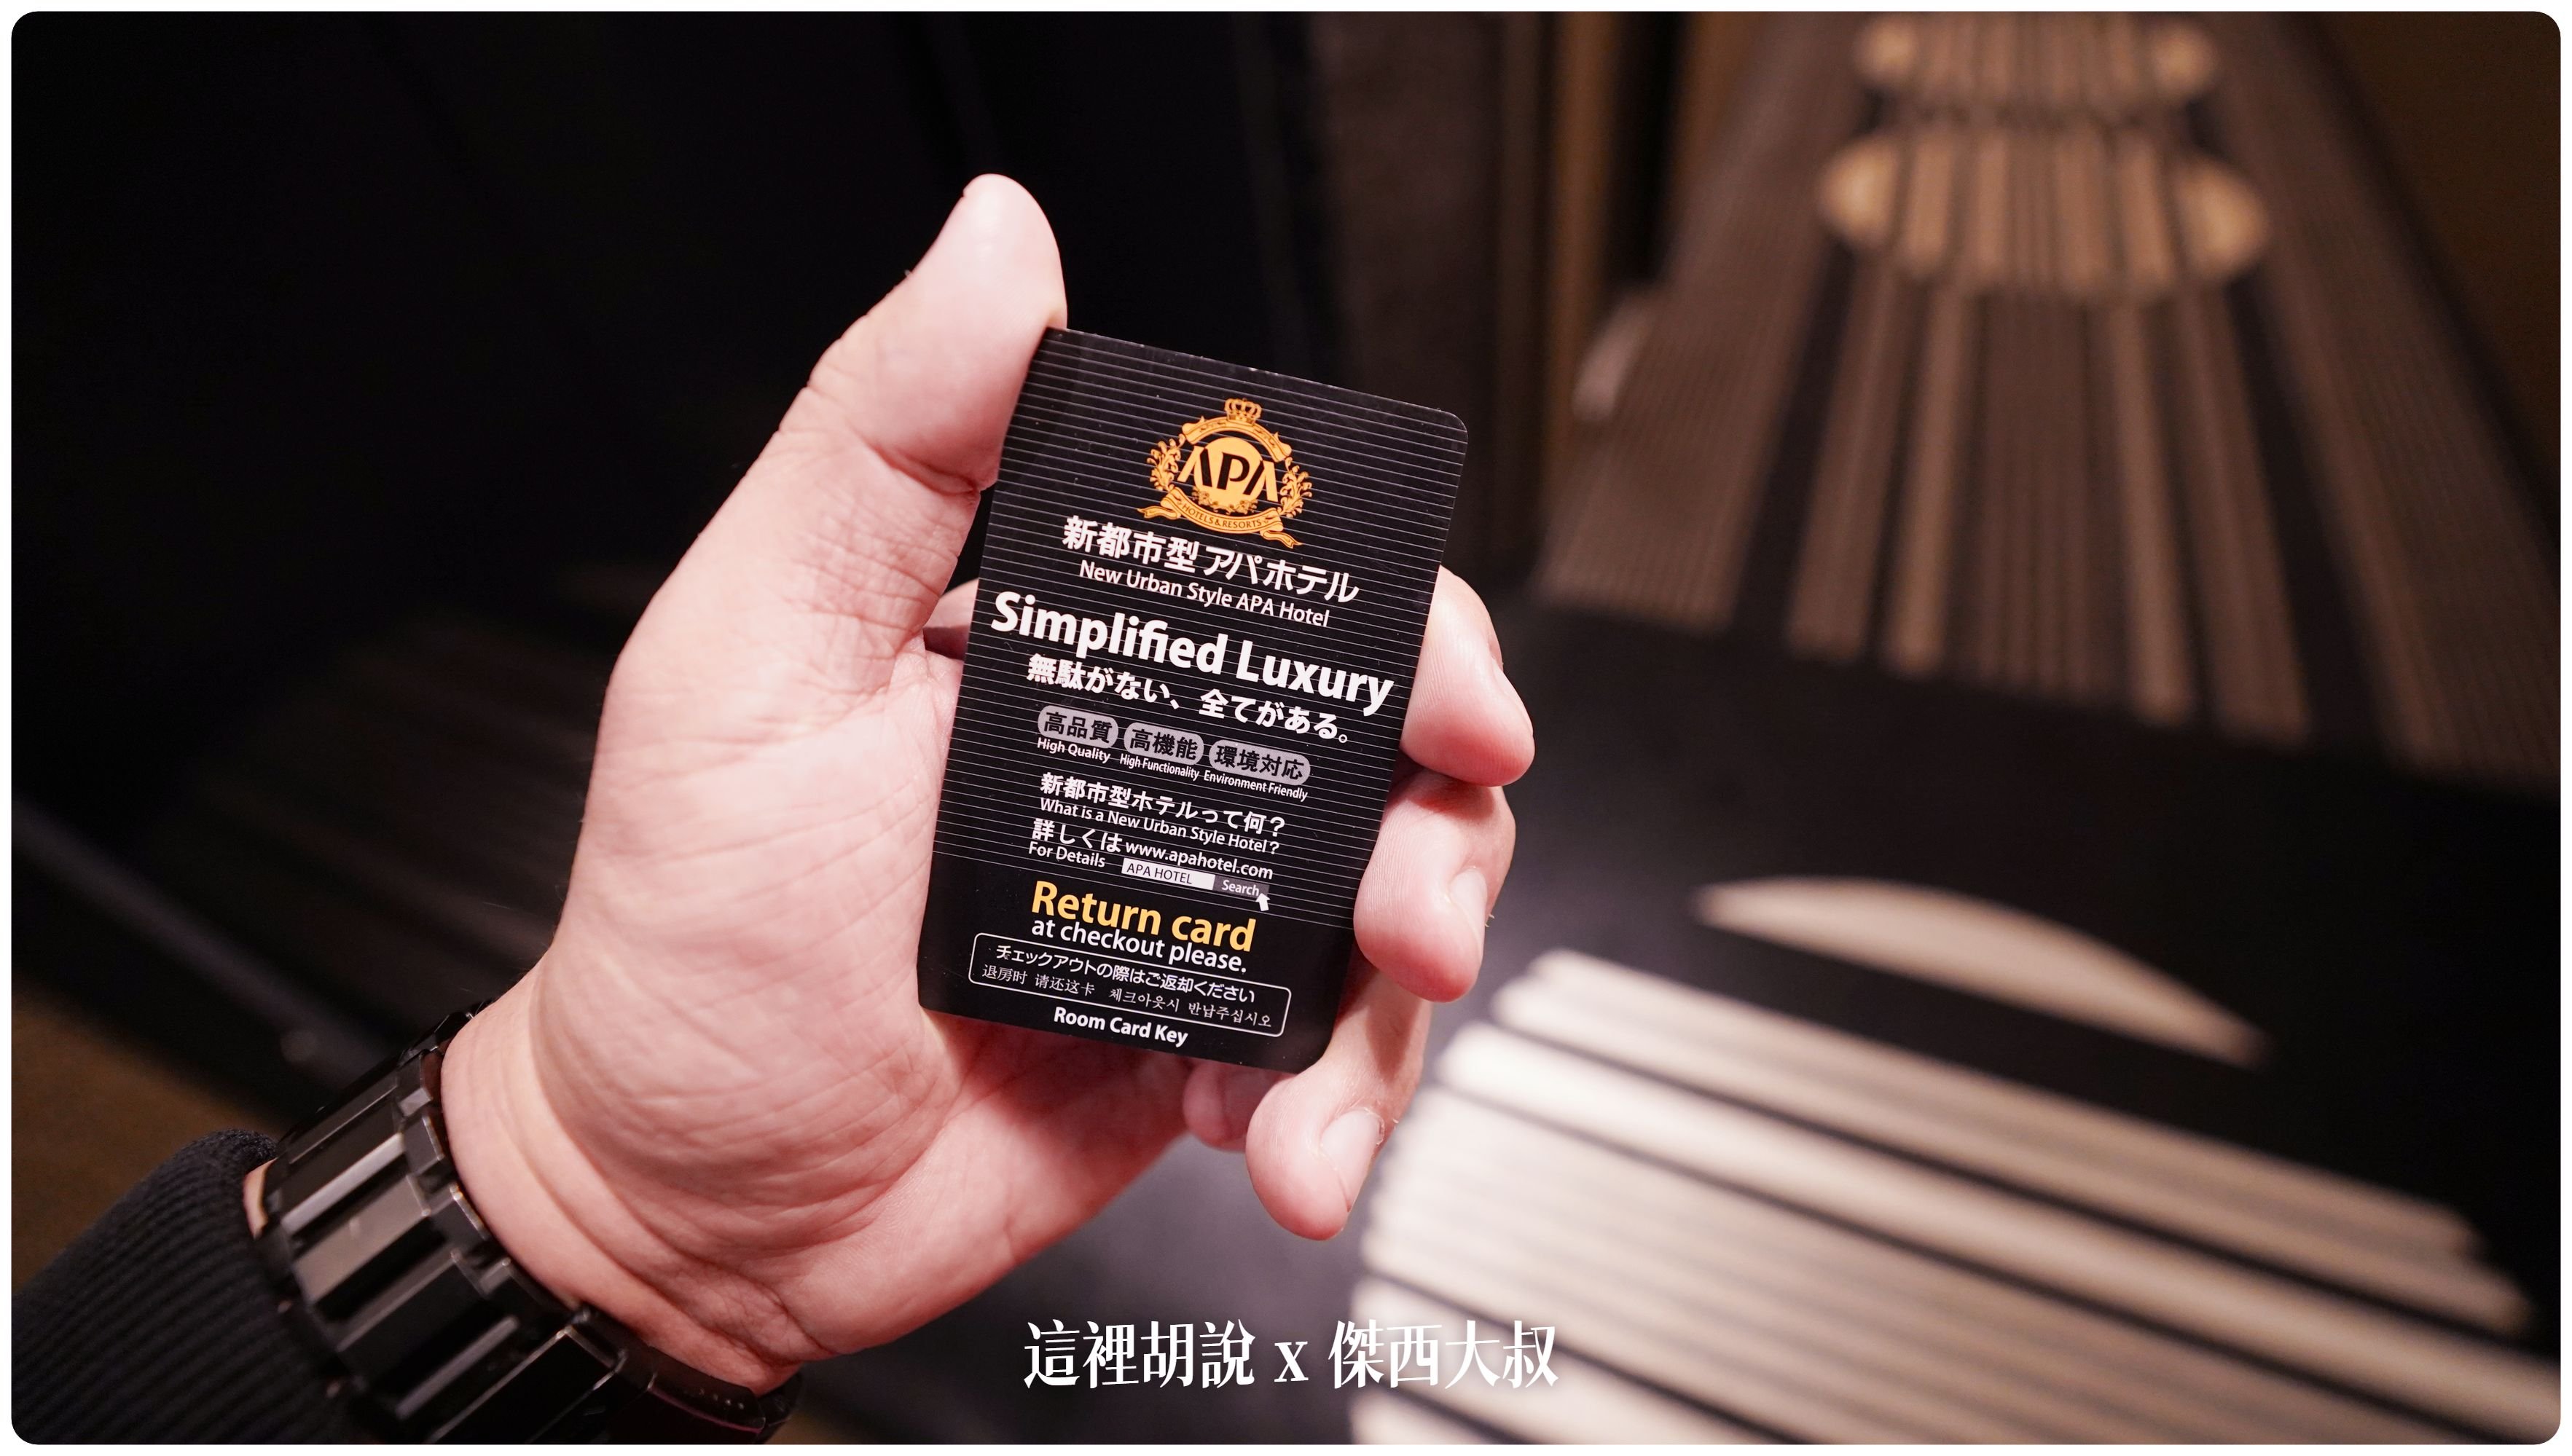 APA
HOTELS & RESORTS
新都市型 アパホテル
New Urban Style APA Hotel
Simplified Luxury
無駄がない、全てがある。
高品質 高機能 環境対応
High Quality High Functionality Environment Friendly
新都市型ホテルって何？
What is a New Urban Style Hotel?
詳しくは www.apahotel.com
For Details APA HOTEL Search
Return card
at checkout please.
チェックアウトの際はご返却ください
退房时 请还这卡 체크아웃시 반납주십시오
Room Card Key
這裡胡說 x 傑西大叔